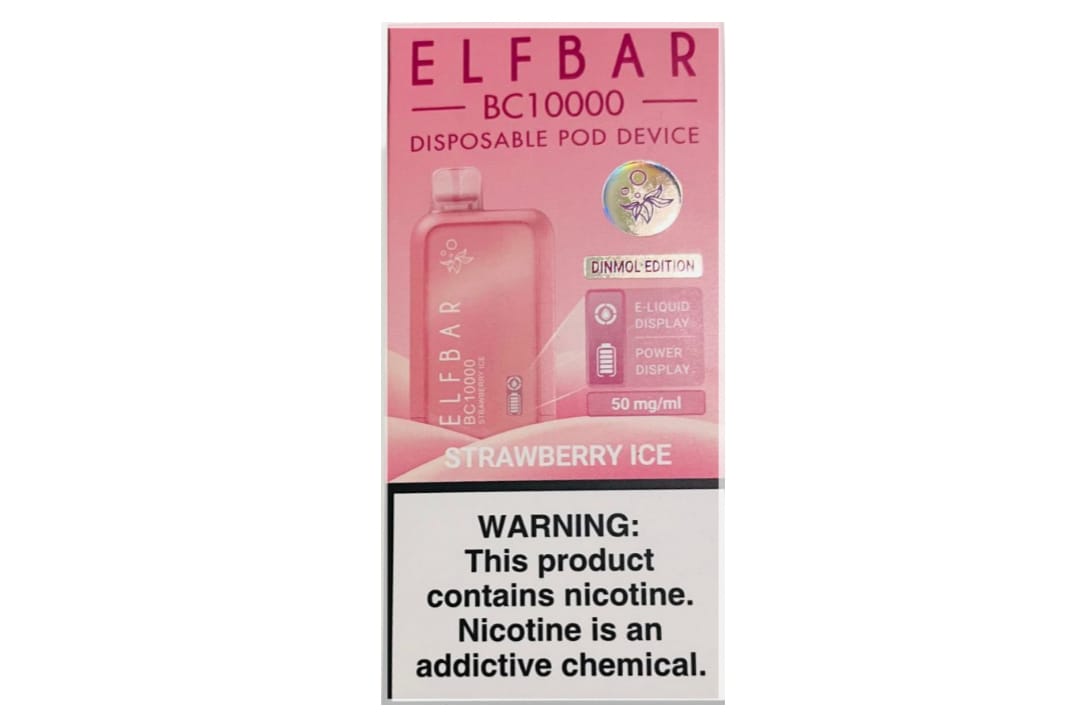 ELFBAR
BC10000
DISPOSABLE POD DEVICE
DINMOL EDITION
E-LIQUID
DISPLAY
POWER
DISPLAY
50 mg/ml
ELFBAR
BC10000
STRAWBERRY ICE
STRAWBERRY ICE
WARNING:
This product
contains nicotine.
Nicotine is an
addictive chemical.